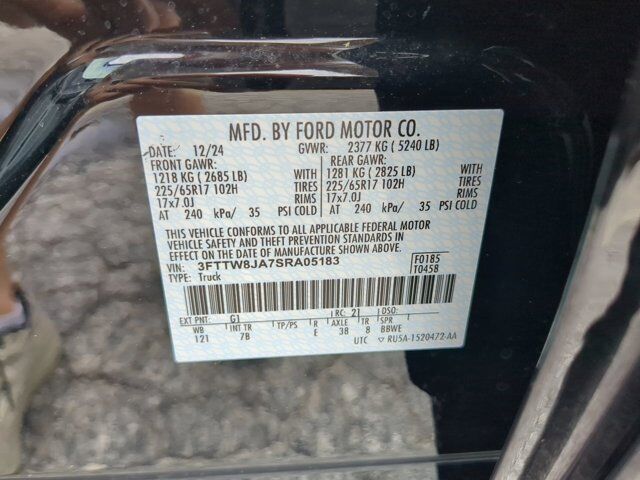 MFD. BY FORD MOTOR CO.
DATE: 12/24 GVWR: 2377 KG ( 5240 LB)
FRONT GAWR: REAR GAWR:
1218 KG ( 2685 LB) WITH 1281 KG ( 2825 LB) WITH
225/65R17 102H TIRES 225/65R17 102H TIRES
17x7.0J RIMS 17x7.0J RIMS
AT 240 kPa/ 35 PSI COLD AT 240 kPa/ 35 PSI COLD
THIS VEHICLE CONFORMS TO ALL APPLICABLE FEDERAL MOTOR
VEHICLE SAFETY AND THEFT PREVENTION STANDARDS IN
EFFECT ON THE DATE OF MANUFACTURE SHOWN ABOVE.
VIN: 3FTTW8JA7SRA05183 F0185
TYPE: Truck T0458
EXT PNT: G1 RC: 21 DSO:
WB INT TR TP/PS R AXLE TR SPR
121 7B E 38 8 BBWE
UTC ▽ RU5A-1520472-AA